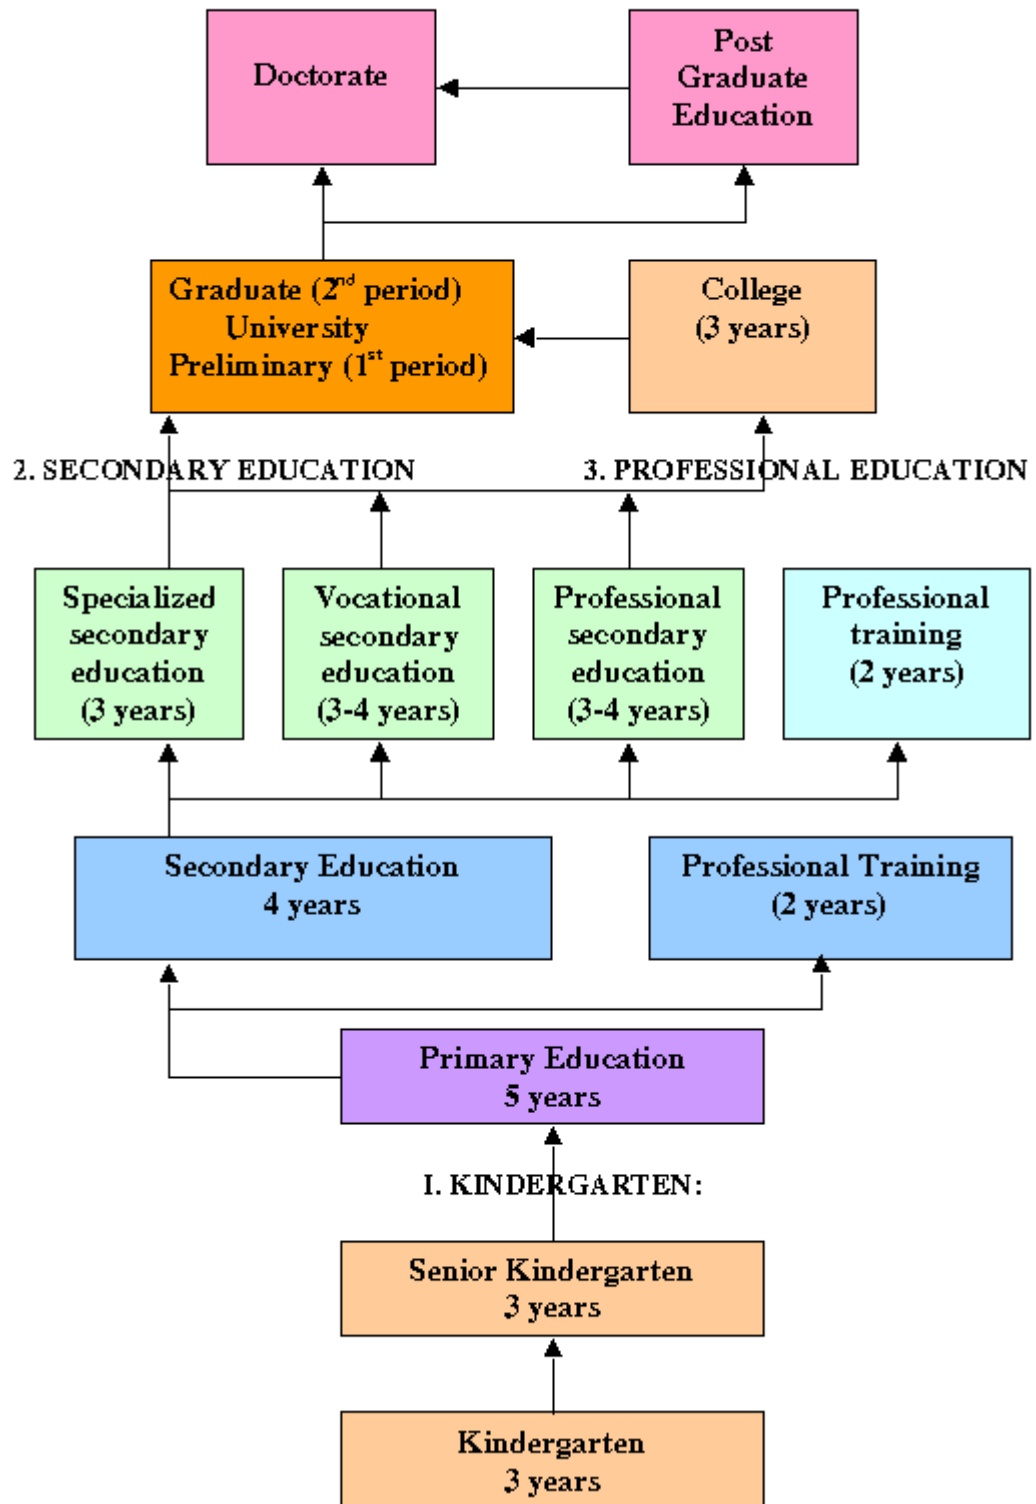 Doctorate
Post
Graduate
Education
Graduate (2nd period)
University
Preliminary (1st period)
College
(3 years)
2. SECONDARY EDUCATION
3. PROFESSIONAL EDUCATION
Specialized
secondary
education
(3 years)
Vocational
secondary
education
(3-4 years)
Professional
secondary
education
(3-4 years)
Professional
training
(2 years)
Secondary Education
4 years
Professional Training
(2 years)
Primary Education
5 years
I. KINDERGARTEN:
Senior Kindergarten
3 years
Kindergarten
3 years